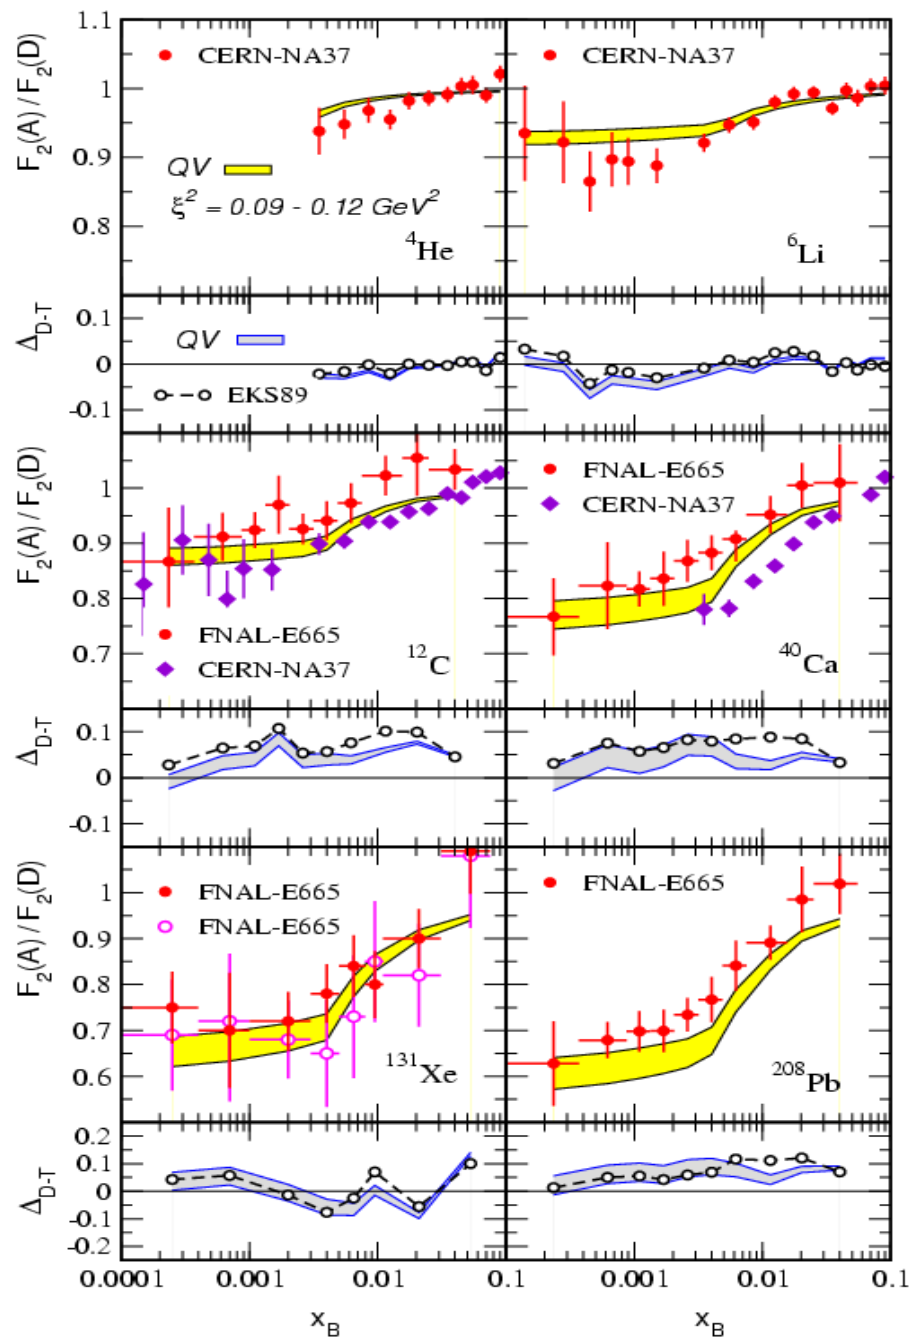 1.1
1
0.9
0.8
F₂(A) / F₂(D)
CERN-NA37
QV
ξ² = 0.09 - 0.12 GeV²
⁴He
CERN-NA37
⁶Li
0.1
0
-0.1
Δ_D-T
QV
EKS89
1
0.9
0.8
0.7
F₂(A) / F₂(D)
FNAL-E665
CERN-NA37
¹²C
FNAL-E665
CERN-NA37
⁴⁰Ca
0.1
0
-0.1
Δ_D-T
1
0.9
0.8
0.7
0.6
F₂(A) / F₂(D)
FNAL-E665
FNAL-E665
¹³¹Xe
FNAL-E665
²⁰⁸Pb
0.2
0.1
0
-0.1
-0.2
Δ_D-T
0.0001 0.001 0.01 0.1 0.001 0.01 0.1
x_B x_B